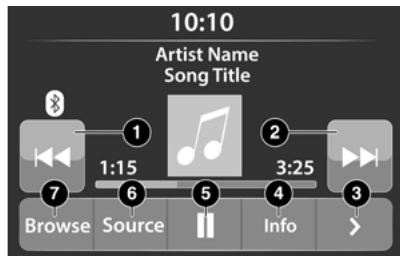 10:10
Artist Name
Song Title
1 2
1:15 3:25
7 6 5 4 3
Browse Source Info >